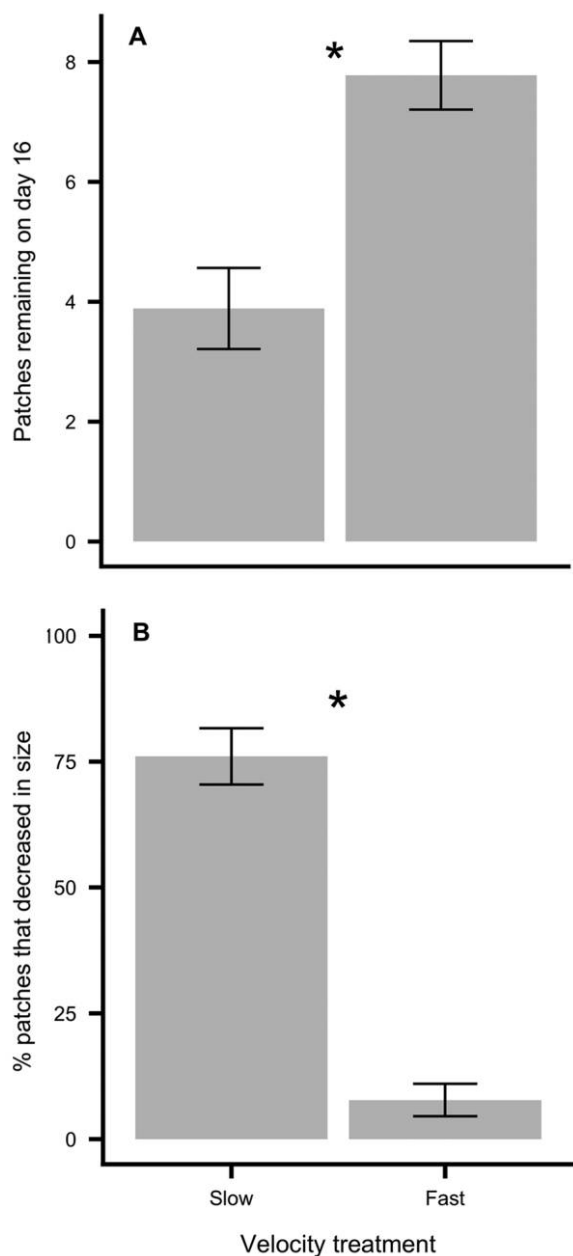 A
*
Patches remaining on day 16
8
6
4
2
0
B
*
% patches that decreased in size
100
75
50
25
0
Slow Fast
Velocity treatment